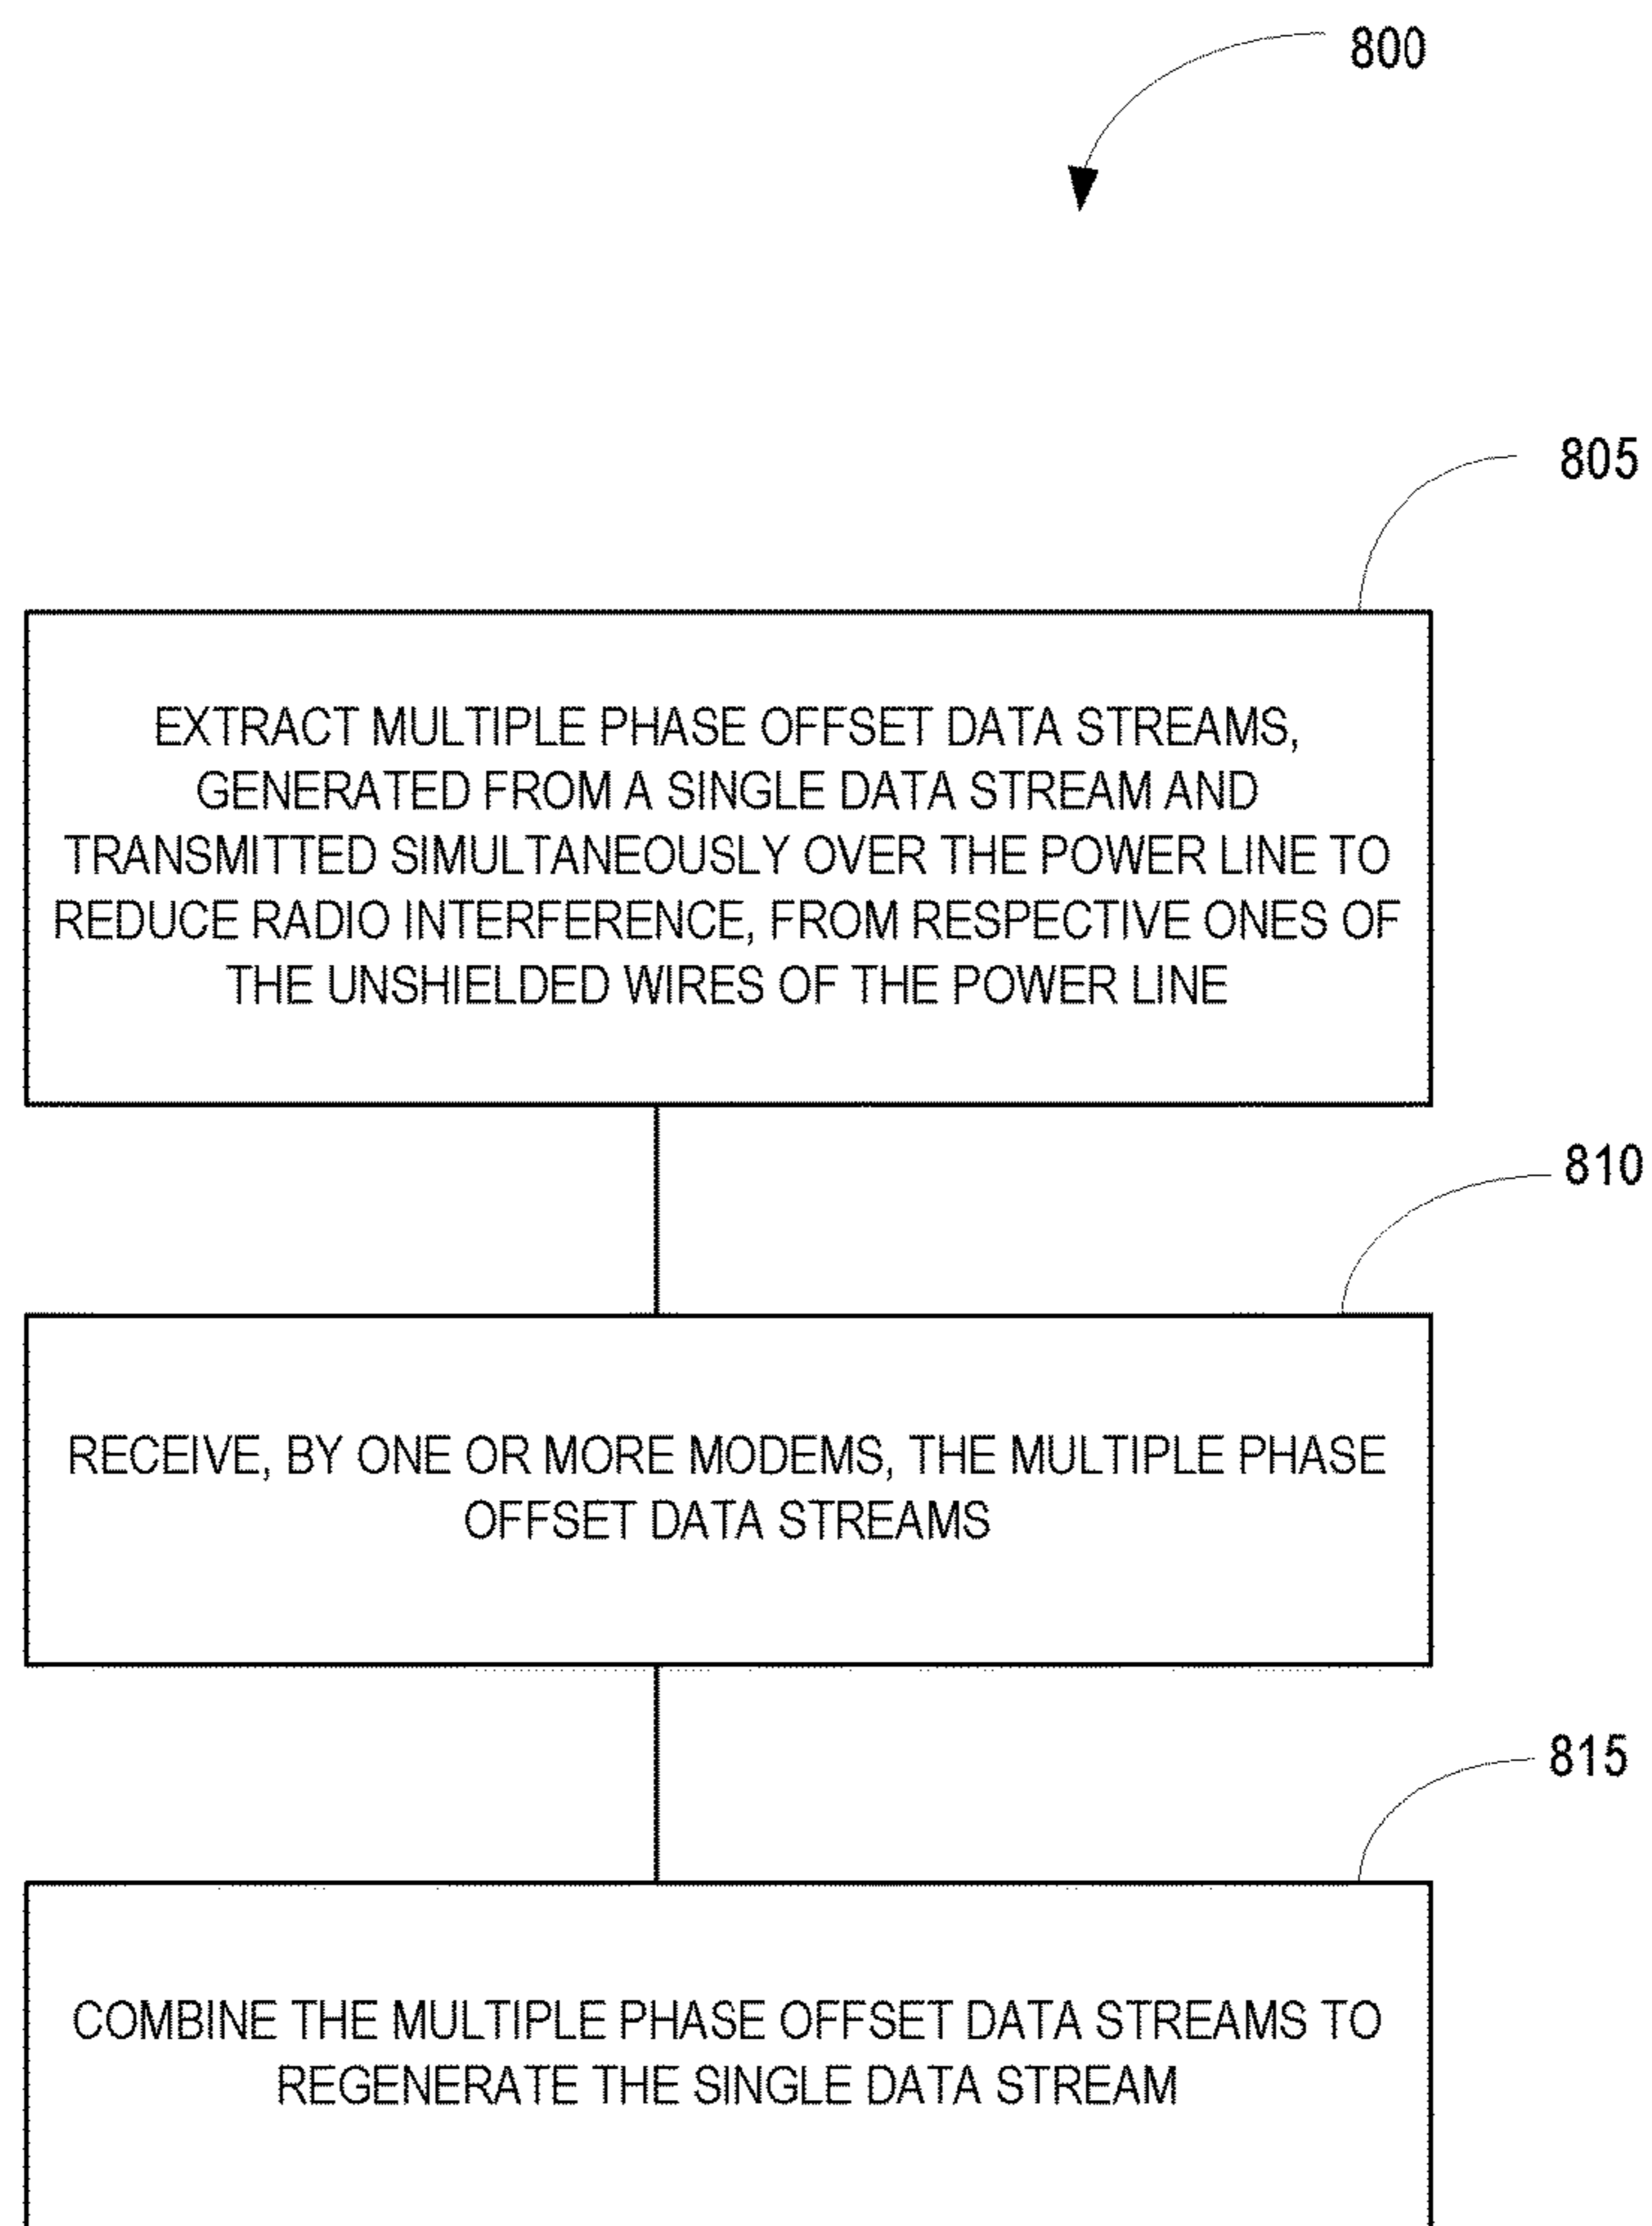 800
805
EXTRACT MULTIPLE PHASE OFFSET DATA STREAMS,
GENERATED FROM A SINGLE DATA STREAM AND
TRANSMITTED SIMULTANEOUSLY OVER THE POWER LINE TO
REDUCE RADIO INTERFERENCE, FROM RESPECTIVE ONES OF
THE UNSHIELDED WIRES OF THE POWER LINE
810
RECEIVE, BY ONE OR MORE MODEMS, THE MULTIPLE PHASE
OFFSET DATA STREAMS
815
COMBINE THE MULTIPLE PHASE OFFSET DATA STREAMS TO
REGENERATE THE SINGLE DATA STREAM